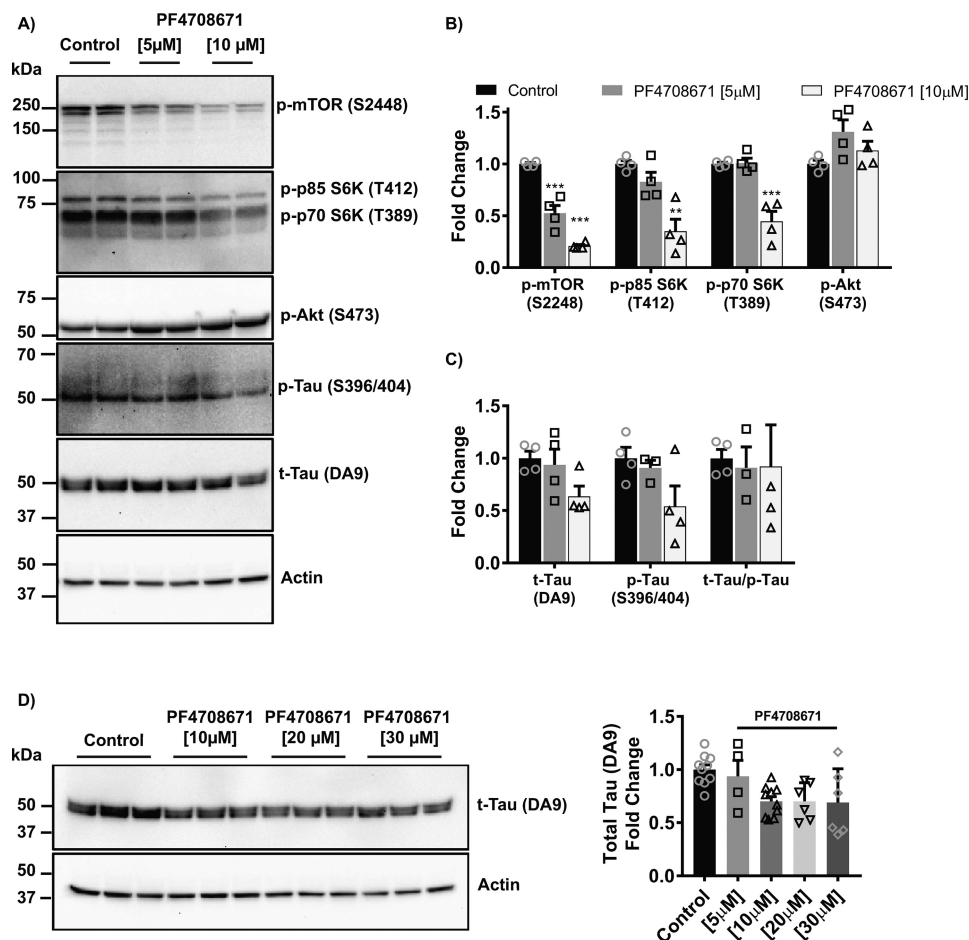 A)
PF4708671
Control [5µM] [10 µM]
kDa
250
150
p-mTOR (S2448)
100
75
p-p85 S6K (T412)
p-p70 S6K (T389)
75
50
p-Akt (S473)
70
50
p-Tau (S396/404)
50
37
t-Tau (DA9)
50
37
Actin
B)
Control PF4708671 [5µM] PF4708671 [10µM]
Fold Change
1.5
1.0
0.5
0.0
*** *** ** ***
p-mTOR (S2248)
p-p85 S6K (T412)
p-p70 S6K (T389)
p-Akt (S473)
C)
Fold Change
1.5
1.0
0.5
0.0
t-Tau (DA9)
p-Tau (S396/404)
t-Tau/p-Tau
D)
Control
PF4708671 [10µM]
PF4708671 [20 µM]
PF4708671 [30 µM]
kDa
50
37
t-Tau (DA9)
50
37
Actin
Total Tau (DA9)
Fold Change
1.5
1.0
0.5
0.0
PF4708671
Control
[5µM]
[10µM]
[20µM]
[30µM]